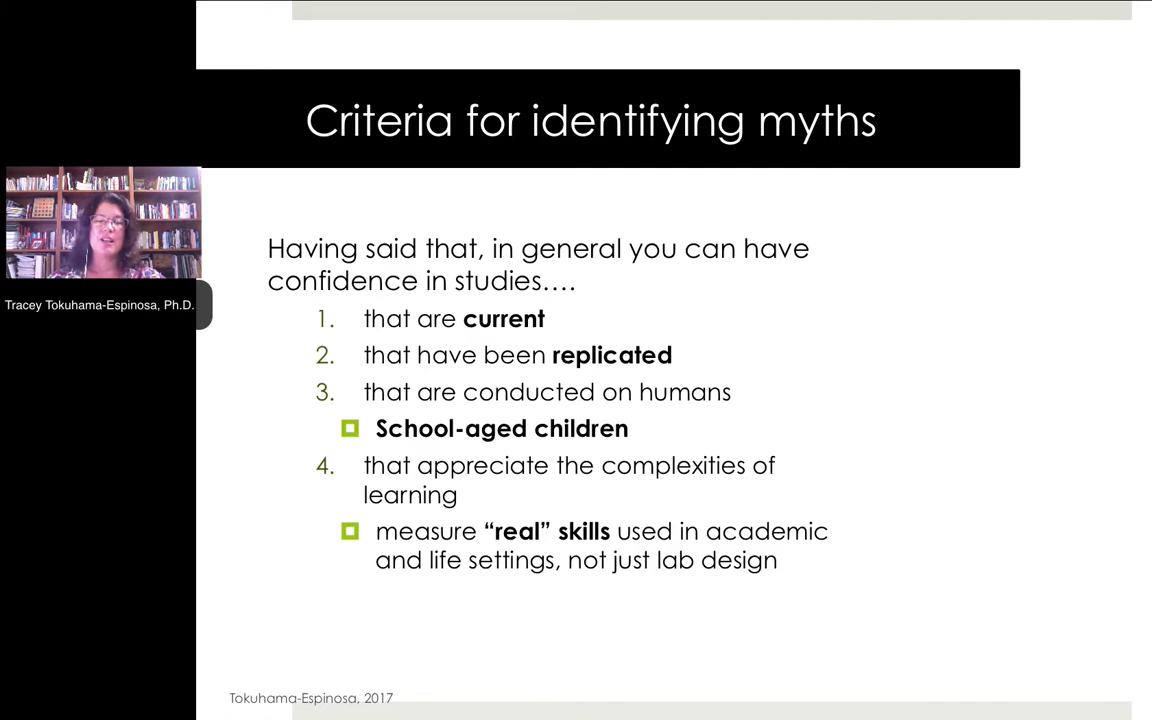 Criteria for identifying myths
Tracey Tokuhama-Espinosa, Ph.D.
Having said that, in general you can have
confidence in studies….
1. that are current
2. that have been replicated
3. that are conducted on humans
School-aged children
4. that appreciate the complexities of
learning
measure “real” skills used in academic
and life settings, not just lab design
Tokuhama-Espinosa, 2017